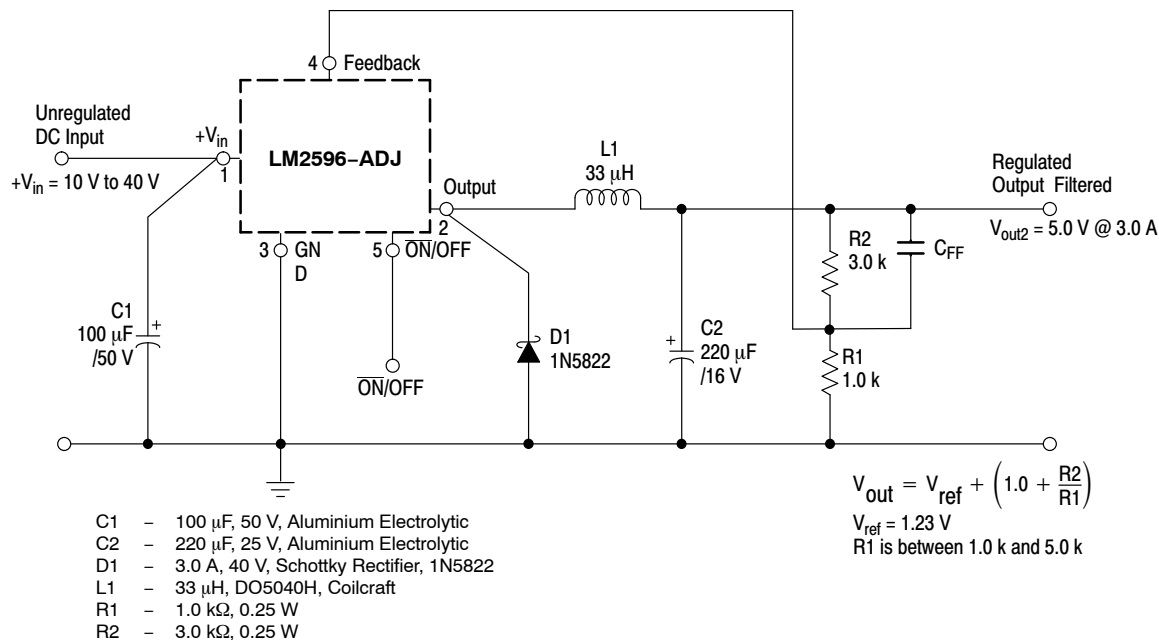 4 Feedback
Unregulated
DC Input
+Vin
LM2596-ADJ
1
+Vin = 10 V to 40 V
Output
2
3 GN
D
5 ON/OFF
ON/OFF
L1
33 μH
Regulated
Output Filtered
Vout2 = 5.0 V @ 3.0 A
R2
3.0 k
CFF
C1
100 μF
/50 V
+
D1
1N5822
+
C2
220 μF
/16 V
R1
1.0 k
Vout = Vref + (1.0 + R2/R1)
Vref = 1.23 V
R1 is between 1.0 k and 5.0 k
C1 – 100 μF, 50 V, Aluminium Electrolytic
C2 – 220 μF, 25 V, Aluminium Electrolytic
D1 – 3.0 A, 40 V, Schottky Rectifier, 1N5822
L1 – 33 μH, DO5040H, Coilcraft
R1 – 1.0 kΩ, 0.25 W
R2 – 3.0 kΩ, 0.25 W